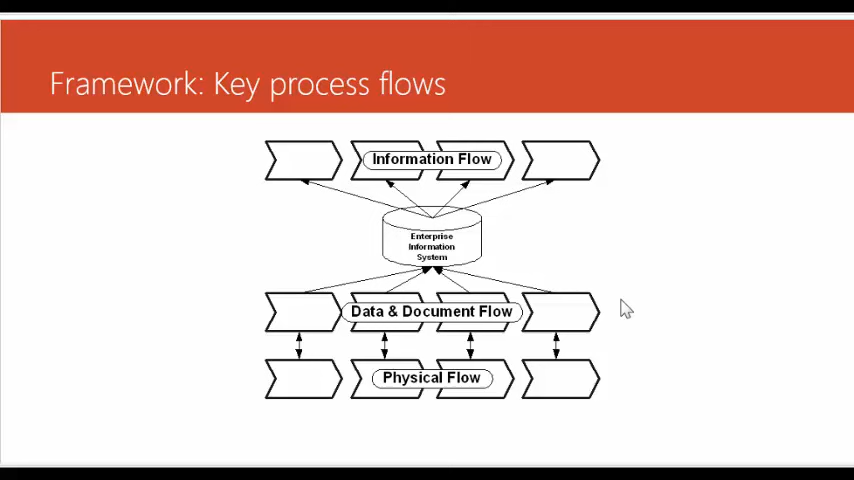 Framework: Key process flows
Information Flow
Enterprise
Information
System
Data & Document Flow
Physical Flow